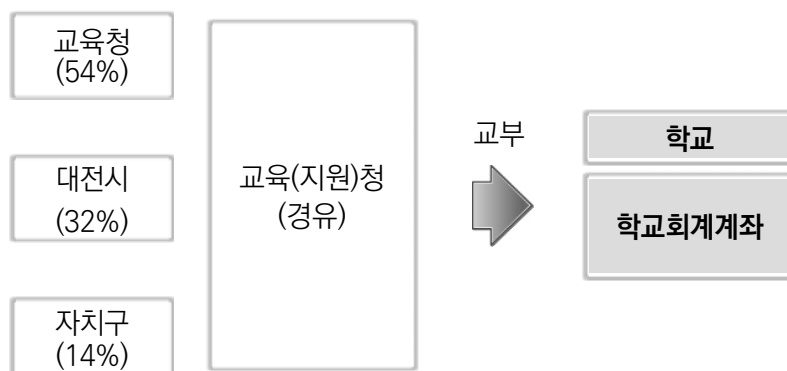 교육청
(54%)
대전시
(32%)
자치구
(14%)
교육(지원)청
(경유)
교부
학교
학교회계계좌